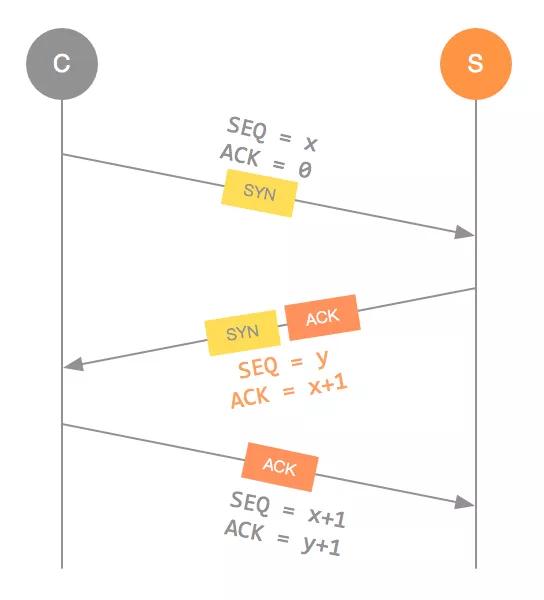 C
S
SEQ = x
ACK = 0
SYN
SYN ACK
SEQ = y
ACK = x+1
ACK
SEQ = x+1
ACK = y+1